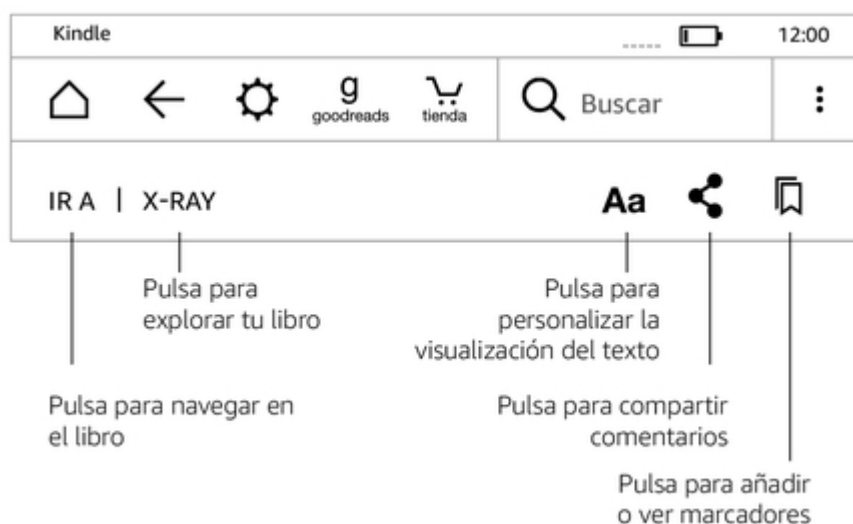 Kindle 12:00
g
goodreads tienda Buscar
IR A | X-RAY Aa
Pulsa para
explorar tu libro
Pulsa para
personalizar la
visualización del texto
Pulsa para navegar en
el libro
Pulsa para compartir
comentarios
Pulsa para añadir
o ver marcadores